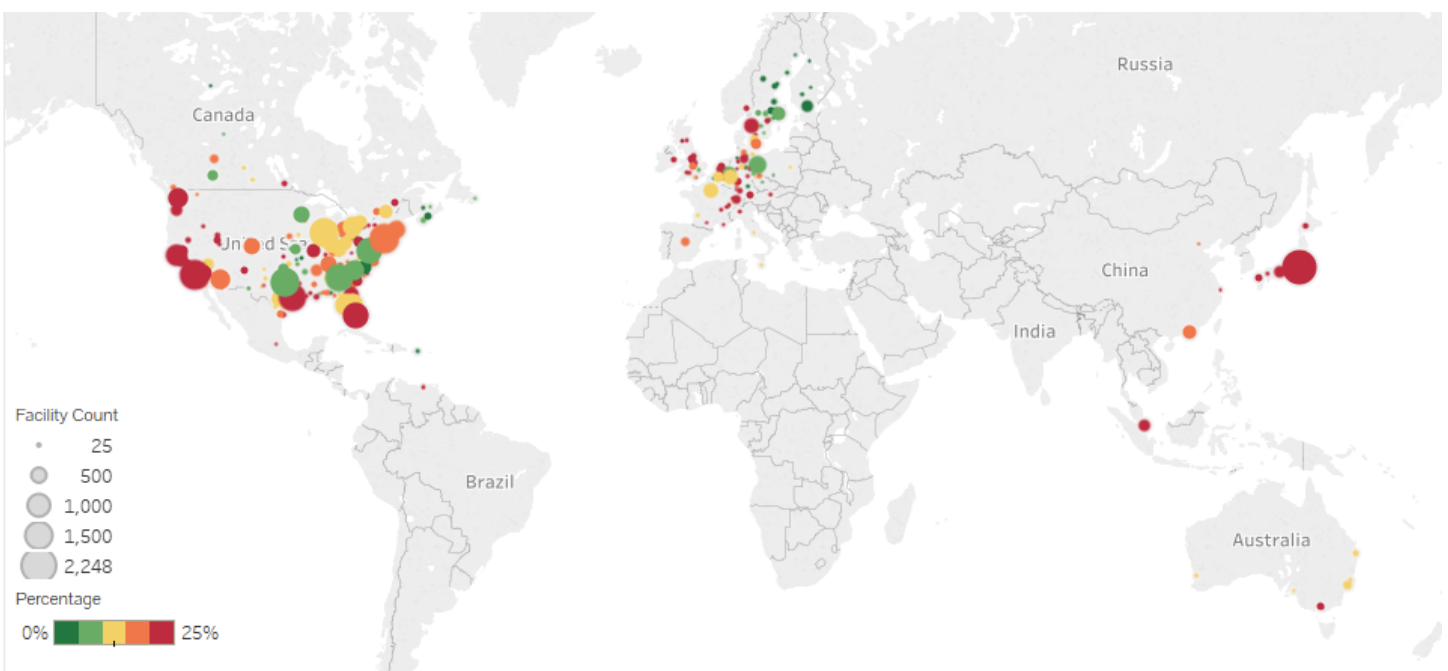 Russia
Canada
United Sta
China
India
Brazil
Australia
Facility Count
25
500
1,000
1,500
2,248
Percentage
0% 25%